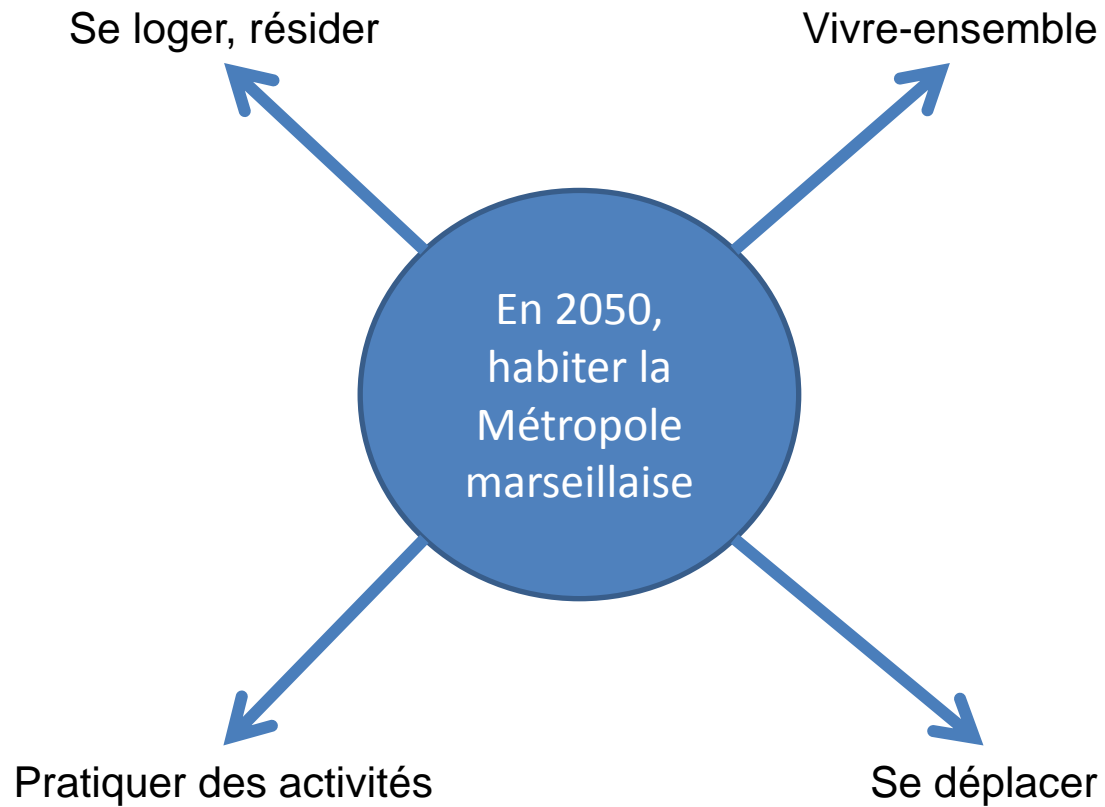 Se loger, résider
Vivre-ensemble
En 2050,
habiter la
Métropole
marseillaise
Pratiquer des activités
Se déplacer